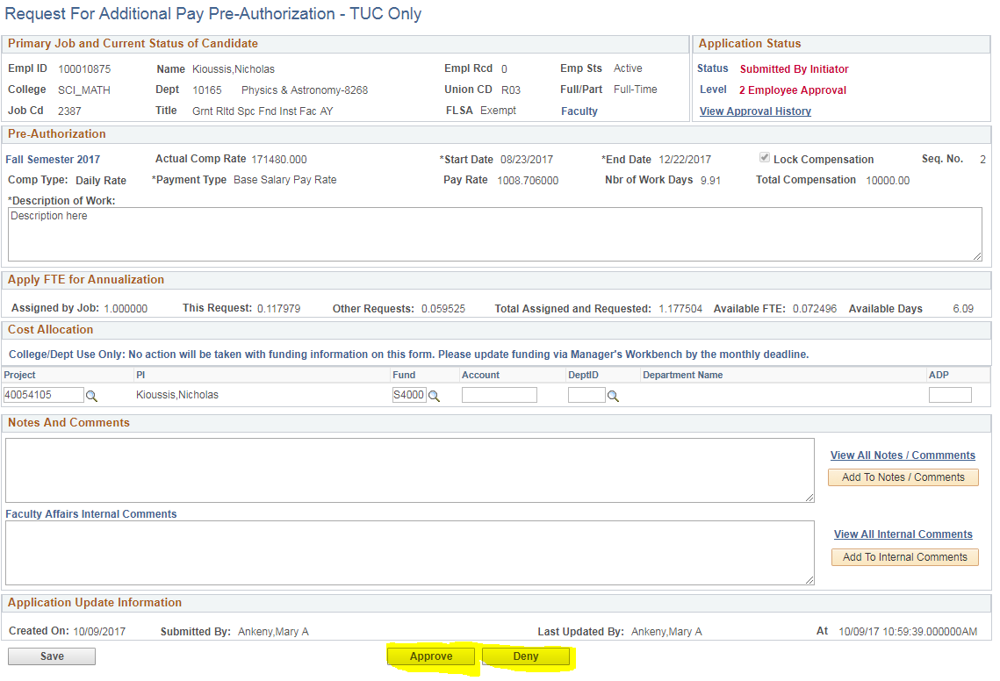 Request For Additional Pay Pre-Authorization - TUC Only
Primary Job and Current Status of Candidate
Application Status
Empl ID 100010875 Name Kioussis,Nicholas Empl Rcd 0 Emp Sts Active
Status Submitted By Initiator
College SCI_MATH Dept 10165 Physics & Astronomy-8268 Union CD R03 Full/Part Full-Time
Level 2 Employee Approval
Job Cd 2387 Title Grnt Rltd Spc Fnd Inst Fac AY FLSA Exempt Faculty
View Approval History
Pre-Authorization
Fall Semester 2017 Actual Comp Rate 171480.000 *Start Date 08/23/2017 *End Date 12/22/2017 Lock Compensation Seq. No. 2
Comp Type: Daily Rate *Payment Type Base Salary Pay Rate Pay Rate 1008.706000 Nbr of Work Days 9.91 Total Compensation 10000.00
*Description of Work:
Description here
Apply FTE for Annualization
Assigned by Job: 1.000000 This Request: 0.117979 Other Requests: 0.059525 Total Assigned and Requested: 1.177504 Available FTE: 0.072496 Available Days 6.09
Cost Allocation
College/Dept Use Only: No action will be taken with funding information on this form. Please update funding via Manager's Workbench by the monthly deadline.
Project PI Fund Account DeptID Department Name ADP
40054105 Kioussis,Nicholas S4000
Notes And Comments
View All Notes / Commments
Add To Notes / Comments
Faculty Affairs Internal Comments
View All Internal Comments
Add To Internal Comments
Application Update Information
Created On: 10/09/2017 Submitted By: Ankeny,Mary A Last Updated By: Ankeny,Mary A At 10/09/17 10:59:39.000000AM
Save Approve Deny